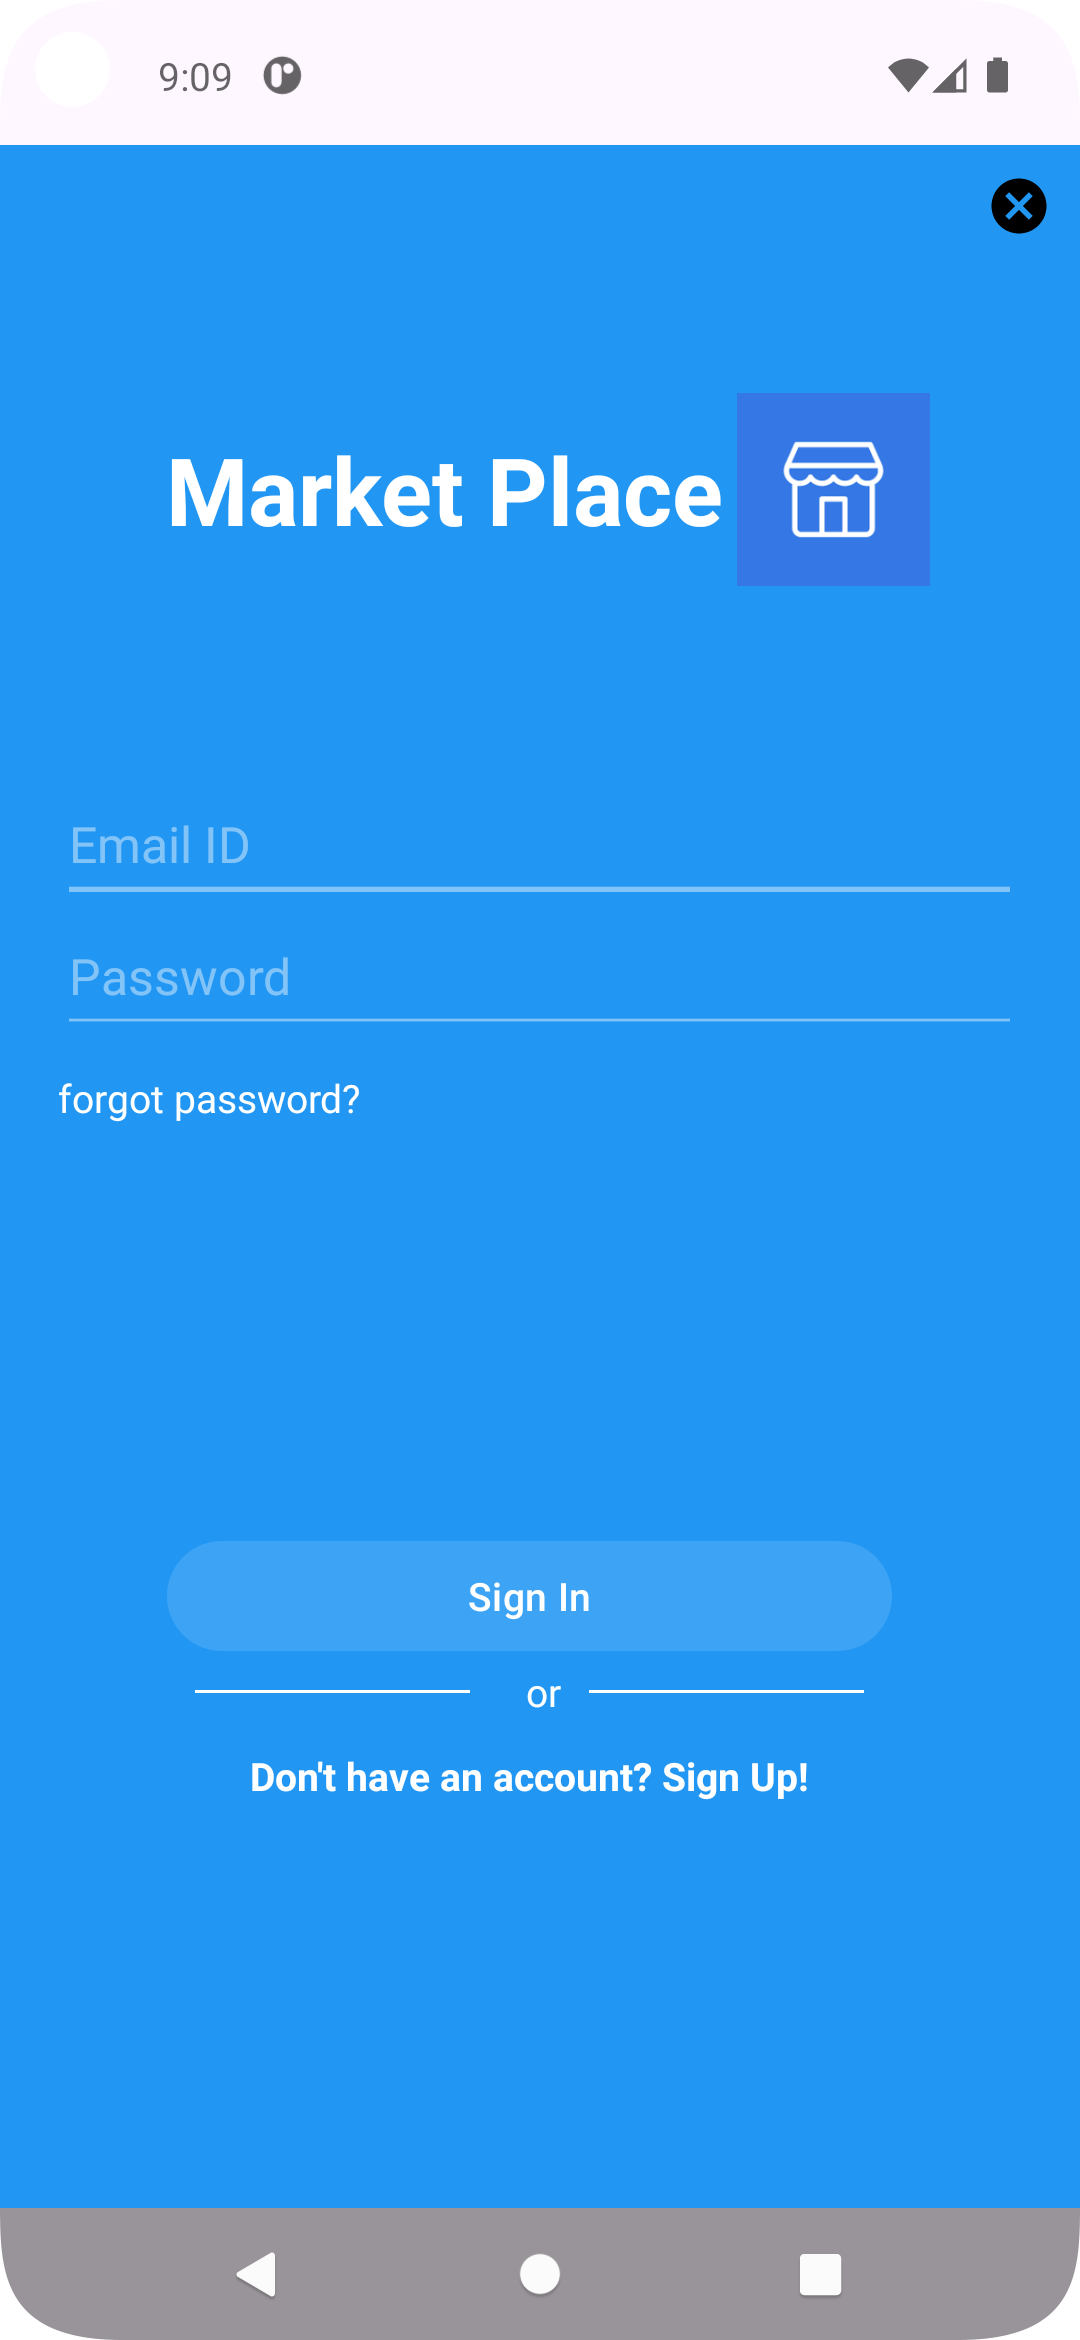 9:09
Market Place
Email ID
Password
forgot password?
Sign In
or
Don't have an account? Sign Up!